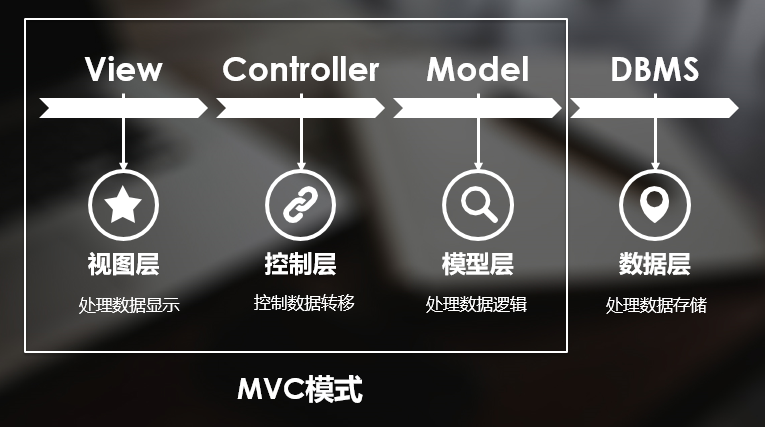 View Controller Model DBMS
视图层 控制层 模型层 数据层
处理数据显示 控制数据转移 处理数据逻辑 处理数据存储
MVC模式